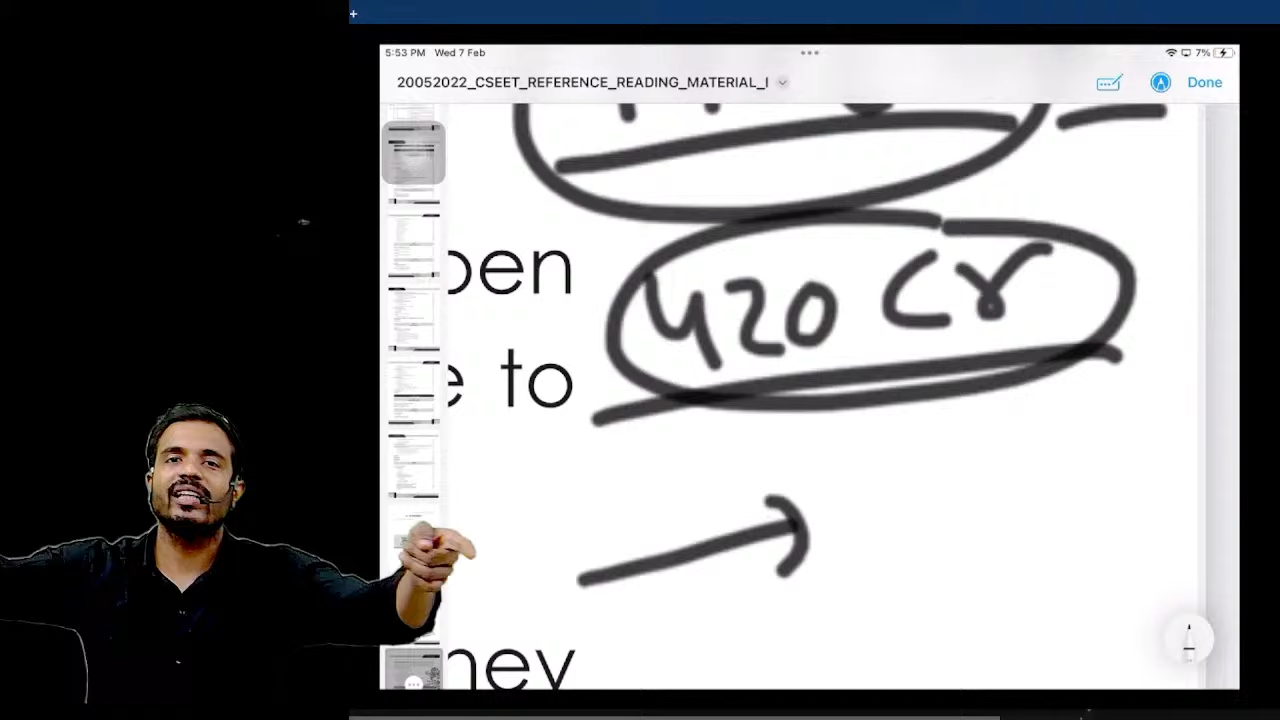 5:53 PM Wed 7 Feb 7%
20052022_CSEET_REFERENCE_READING_MATERIAL_I Done
pen
420 Cr
e to
ney